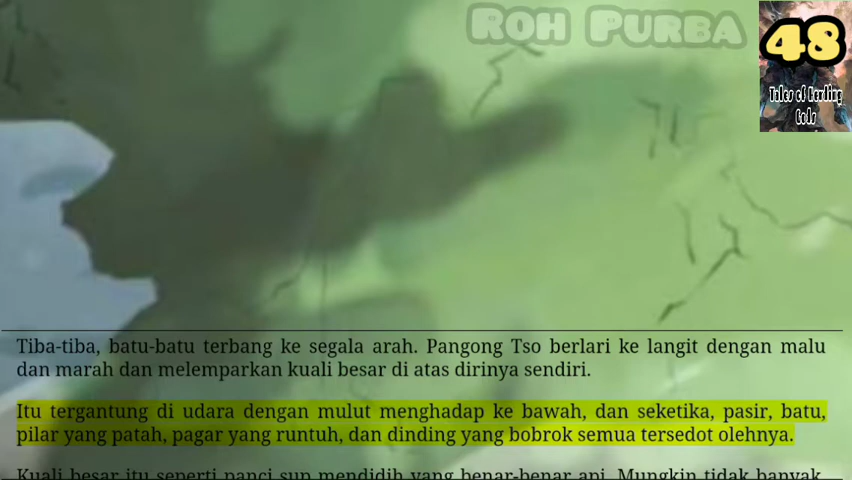 ROH PURBA
48
Tales of Herding
Gods
Tiba-tiba, batu-batu terbang ke segala arah. Pangong Tso berlari ke langit dengan malu
dan marah dan melemparkan kuali besar di atas dirinya sendiri.
Itu tergantung di udara dengan mulut menghadap ke bawah, dan seketika, pasir, batu,
pilar yang patah, pagar yang runtuh, dan dinding yang bobrok semua tersedot olehnya.
Kuali besar itu seperti panci sup mendidih yang benar-benar api. Mungkin tidak banyak